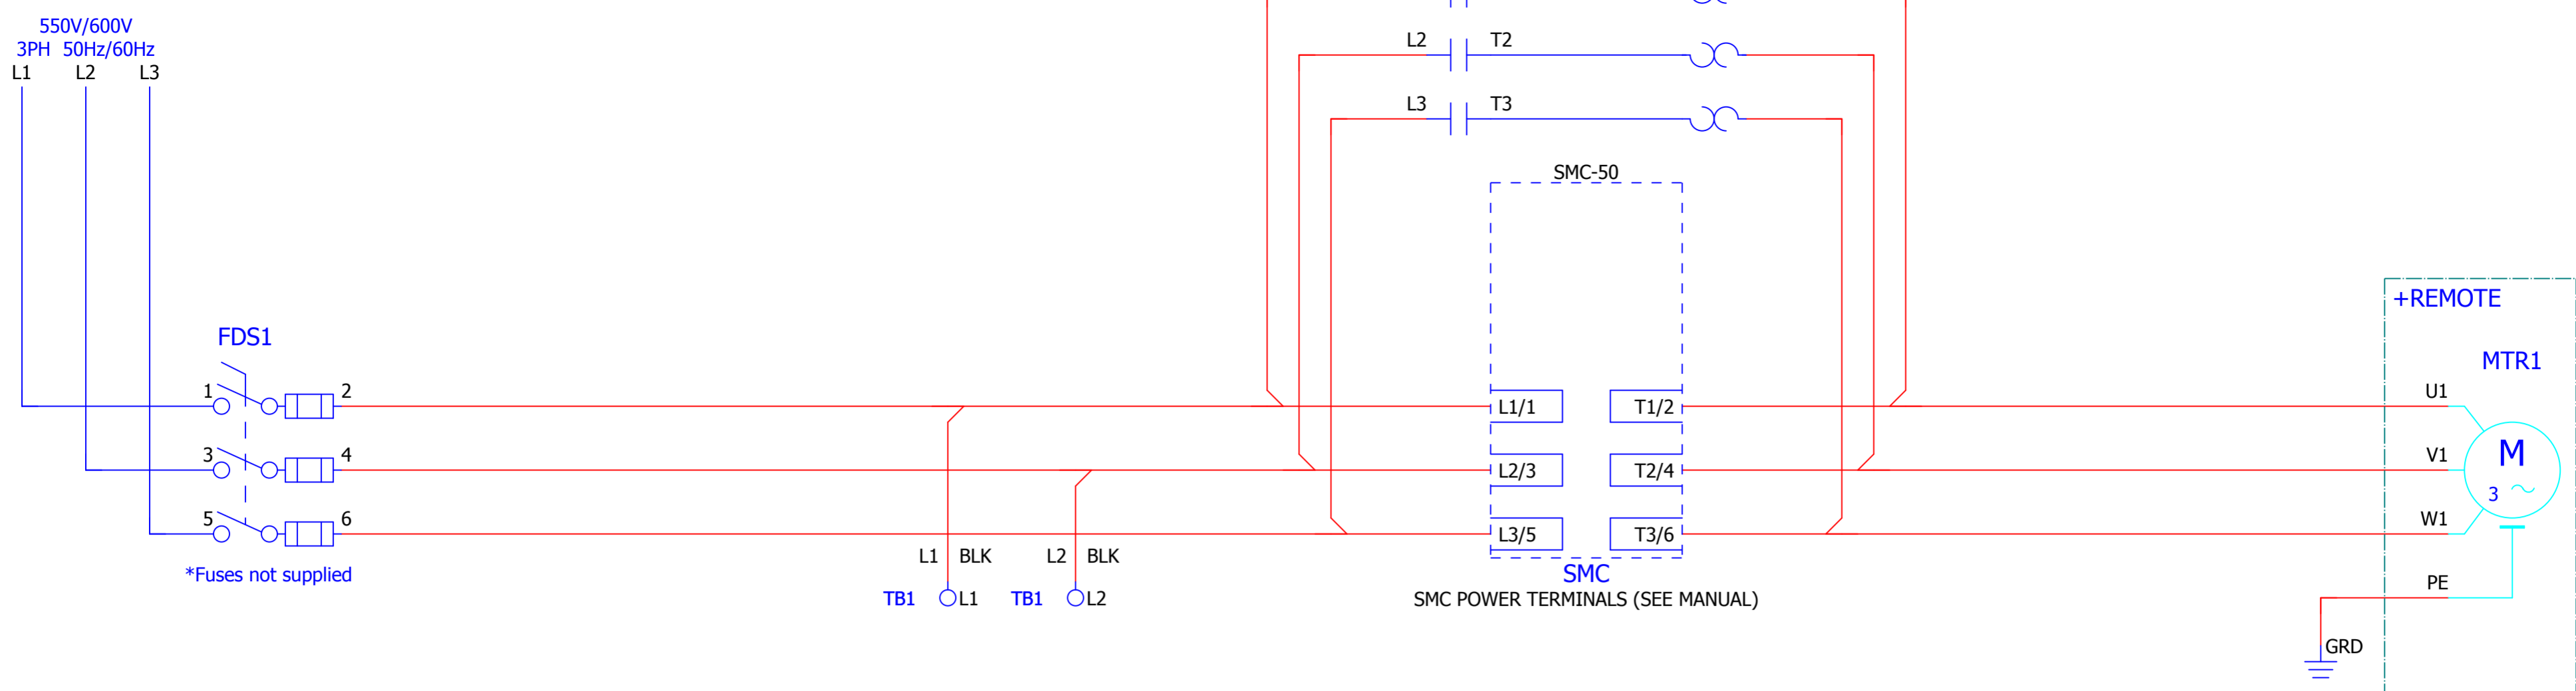 550V/600V
3PH 50Hz/60Hz
L1 L2 L3
L2 T2
L3 T3
SMC-50
+REMOTE
FDS1
MTR1
1 2 L1/1 T1/2 U1
3 4 L2/3 T2/4 V1
M
3
5 6 L3/5 T3/6 W1
L1 BLK L2 BLK
*Fuses not supplied
SMC
PE
TB1 L1 TB1 L2
SMC POWER TERMINALS (SEE MANUAL)
GRD